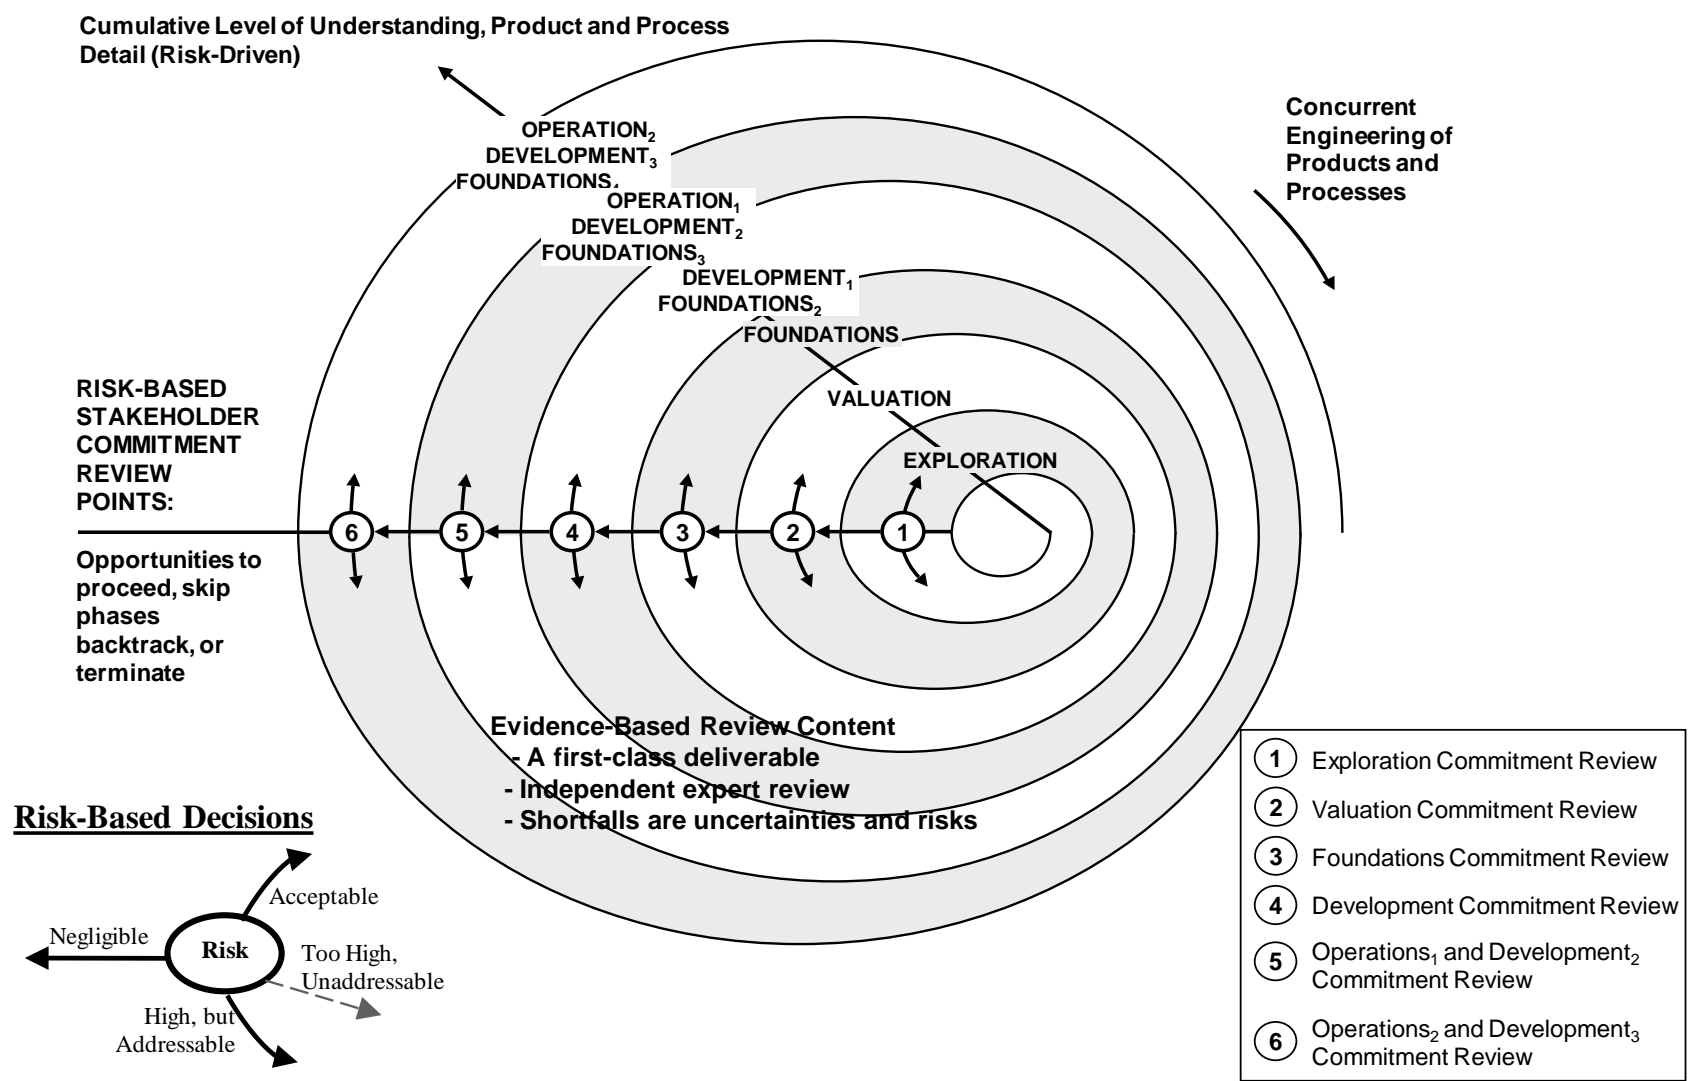 Cumulative Level of Understanding, Product and Process
Detail (Risk-Driven)
Concurrent
Engineering of
Products and
Processes
OPERATION2
DEVELOPMENT3
FOUNDATIONS4
OPERATION1
DEVELOPMENT2
FOUNDATIONS3
DEVELOPMENT1
FOUNDATIONS2
FOUNDATIONS
VALUATION
EXPLORATION
RISK-BASED
STAKEHOLDER
COMMITMENT
REVIEW
POINTS:
6 5 4 3 2 1
Opportunities to
proceed, skip
phases
backtrack, or
terminate
Evidence-Based Review Content
- A first-class deliverable
- Independent expert review
- Shortfalls are uncertainties and risks
Risk-Based Decisions
Acceptable
Negligible
Risk
Too High,
Unaddressable
High, but
Addressable
1 Exploration Commitment Review
2 Valuation Commitment Review
3 Foundations Commitment Review
4 Development Commitment Review
5 Operations1 and Development2
Commitment Review
6 Operations2 and Development3
Commitment Review